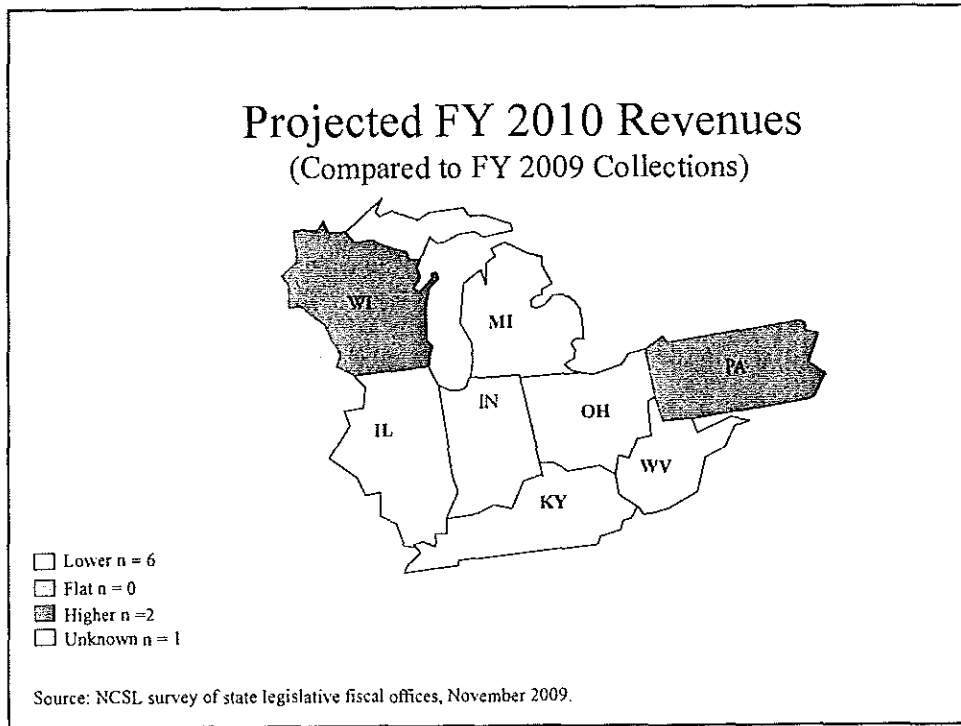 Projected FY 2010 Revenues
(Compared to FY 2009 Collections)
WI
MI
PA
IN
OH
IL
WV
KY
Lower n = 6
Flat n = 0
Higher n =2
Unknown n = 1
Source: NCSL survey of state legislative fiscal offices, November 2009.